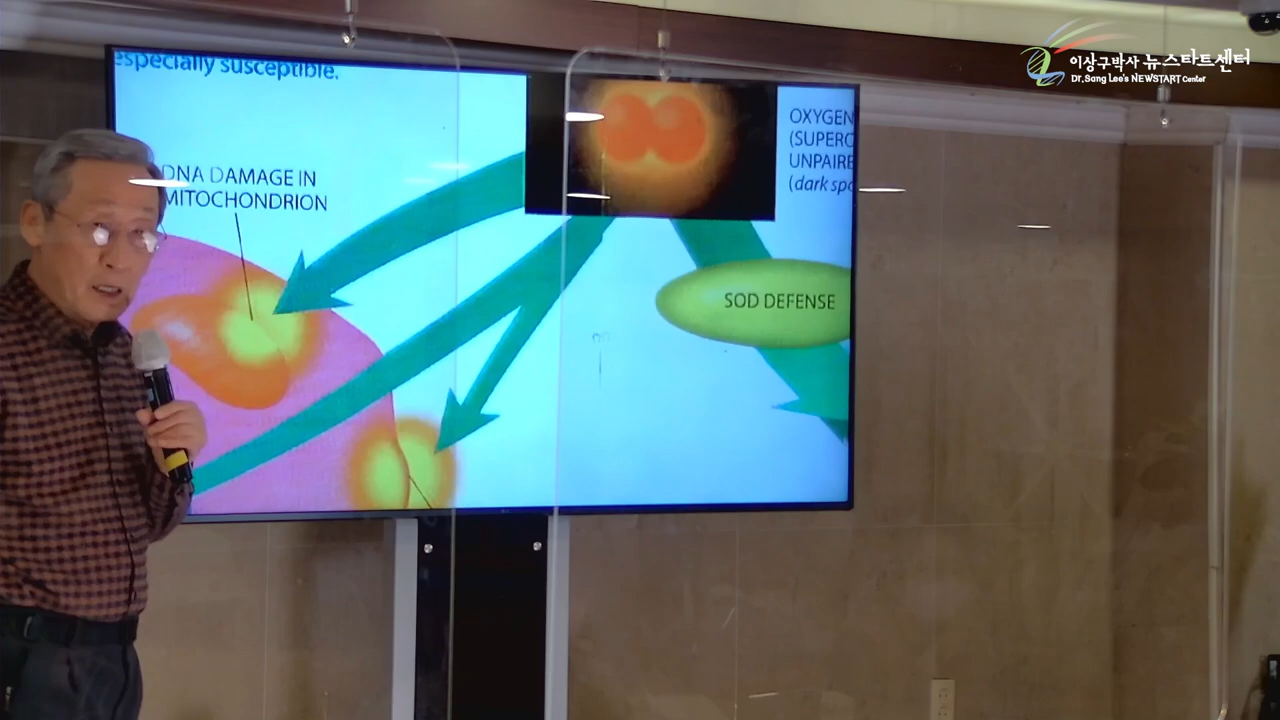 이상구박사 뉴스타트센터
Dr. Sang Lee's NEWSTART Center
especially susceptible.
OXYGEN
(SUPERO
UNPAIRE
(dark spo
DNA DAMAGE IN
MITOCHONDRION
SOD DEFENSE